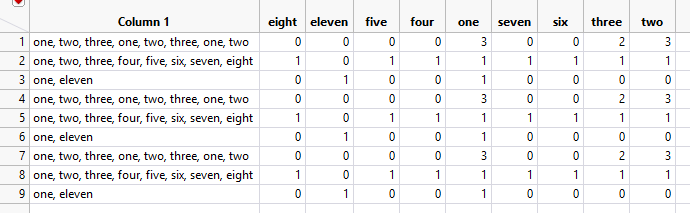 Column 1 eight eleven five four one seven six three two
1 one, two, three, one, two, three, one, two 0 0 0 0 3 0 0 2 3
2 one, two, three, four, five, six, seven, eight 1 0 1 1 1 1 1 1 1
3 one, eleven 0 1 0 0 1 0 0 0 0
4 one, two, three, one, two, three, one, two 0 0 0 0 3 0 0 2 3
5 one, two, three, four, five, six, seven, eight 1 0 1 1 1 1 1 1 1
6 one, eleven 0 1 0 0 1 0 0 0 0
7 one, two, three, one, two, three, one, two 0 0 0 0 3 0 0 2 3
8 one, two, three, four, five, six, seven, eight 1 0 1 1 1 1 1 1 1
9 one, eleven 0 1 0 0 1 0 0 0 0